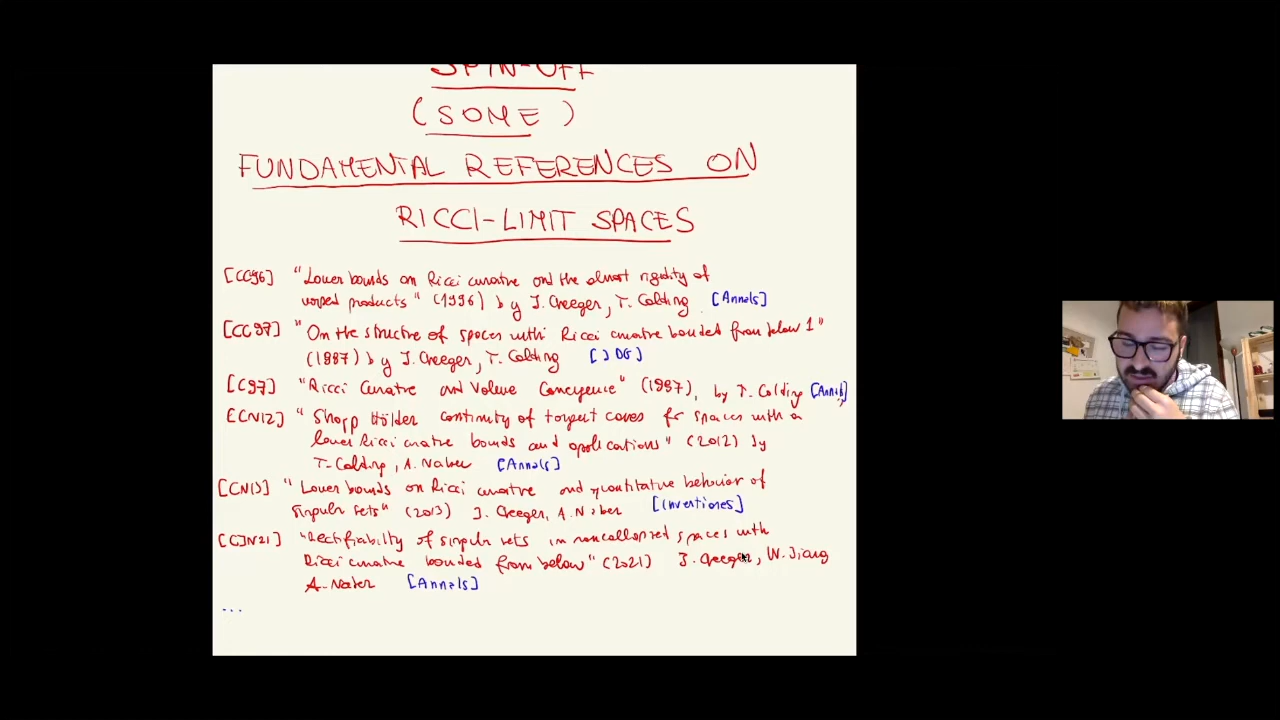 SPIN-OFF
(SOME)
FUNDAMENTAL REFERENCES ON
RICCI-LIMIT SPACES
[CC96] "Lower bounds on Ricci curvature and the almost rigidity of
warped products" (1996) by J. Cheeger, T. Colding [Annals]
[CC97] "On the structure of spaces with Ricci curvature bounded from below 1"
(1997) by J. Cheeger, T. Colding [JDG]
[C97] "Ricci Curvature and Volume Convergence" (1997), by T. Colding [Annals]
[CN12] "Sharp Hölder continuity of tangent cones for spaces with a
lower Ricci curvature bounds and applications" (2012) by
T. Colding, A. Naber [Annals]
[CN13] "Lower bounds on Ricci curvature and quantitative behavior of
singular sets" (2013) J. Cheeger, A. Naber [Inventiones]
[CJN21] "Rectifiability of singular sets in noncollapsed spaces with
Ricci curvature bounded from below" (2021) J. Cheeger, W. Jiang
A. Naber [Annals]
...